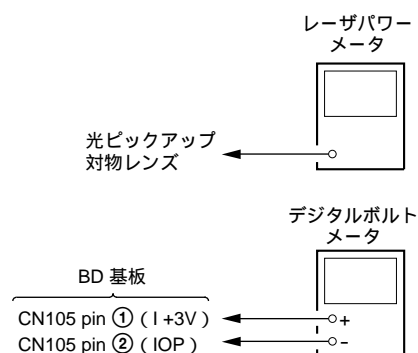 レーザパワー
メータ
光ピックアップ
対物レンズ
デジタルボルト
メータ
BD 基板
CN105 pin ① ( I +3V )
+
CN105 pin ② ( IOP )
−